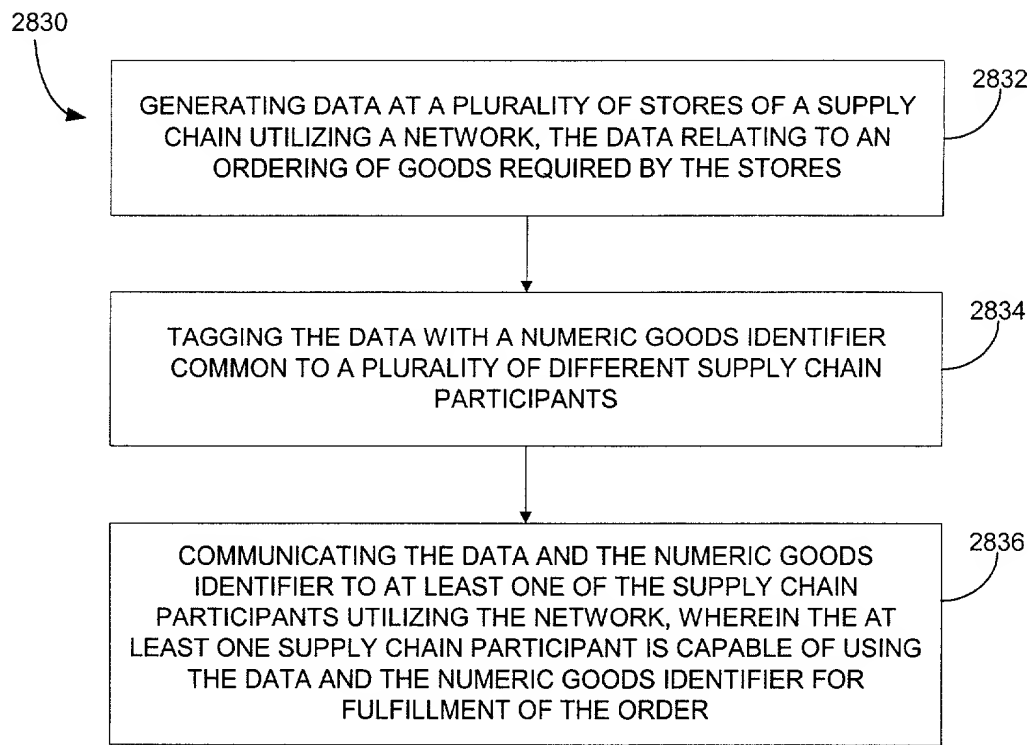 2830
GENERATING DATA AT A PLURALITY OF STORES OF A SUPPLY
CHAIN UTILIZING A NETWORK, THE DATA RELATING TO AN
ORDERING OF GOODS REQUIRED BY THE STORES
2832
TAGGING THE DATA WITH A NUMERIC GOODS IDENTIFIER
COMMON TO A PLURALITY OF DIFFERENT SUPPLY CHAIN
PARTICIPANTS
2834
COMMUNICATING THE DATA AND THE NUMERIC GOODS
IDENTIFIER TO AT LEAST ONE OF THE SUPPLY CHAIN
PARTICIPANTS UTILIZING THE NETWORK, WHEREIN THE AT
LEAST ONE SUPPLY CHAIN PARTICIPANT IS CAPABLE OF USING
THE DATA AND THE NUMERIC GOODS IDENTIFIER FOR
FULFILLMENT OF THE ORDER
2836